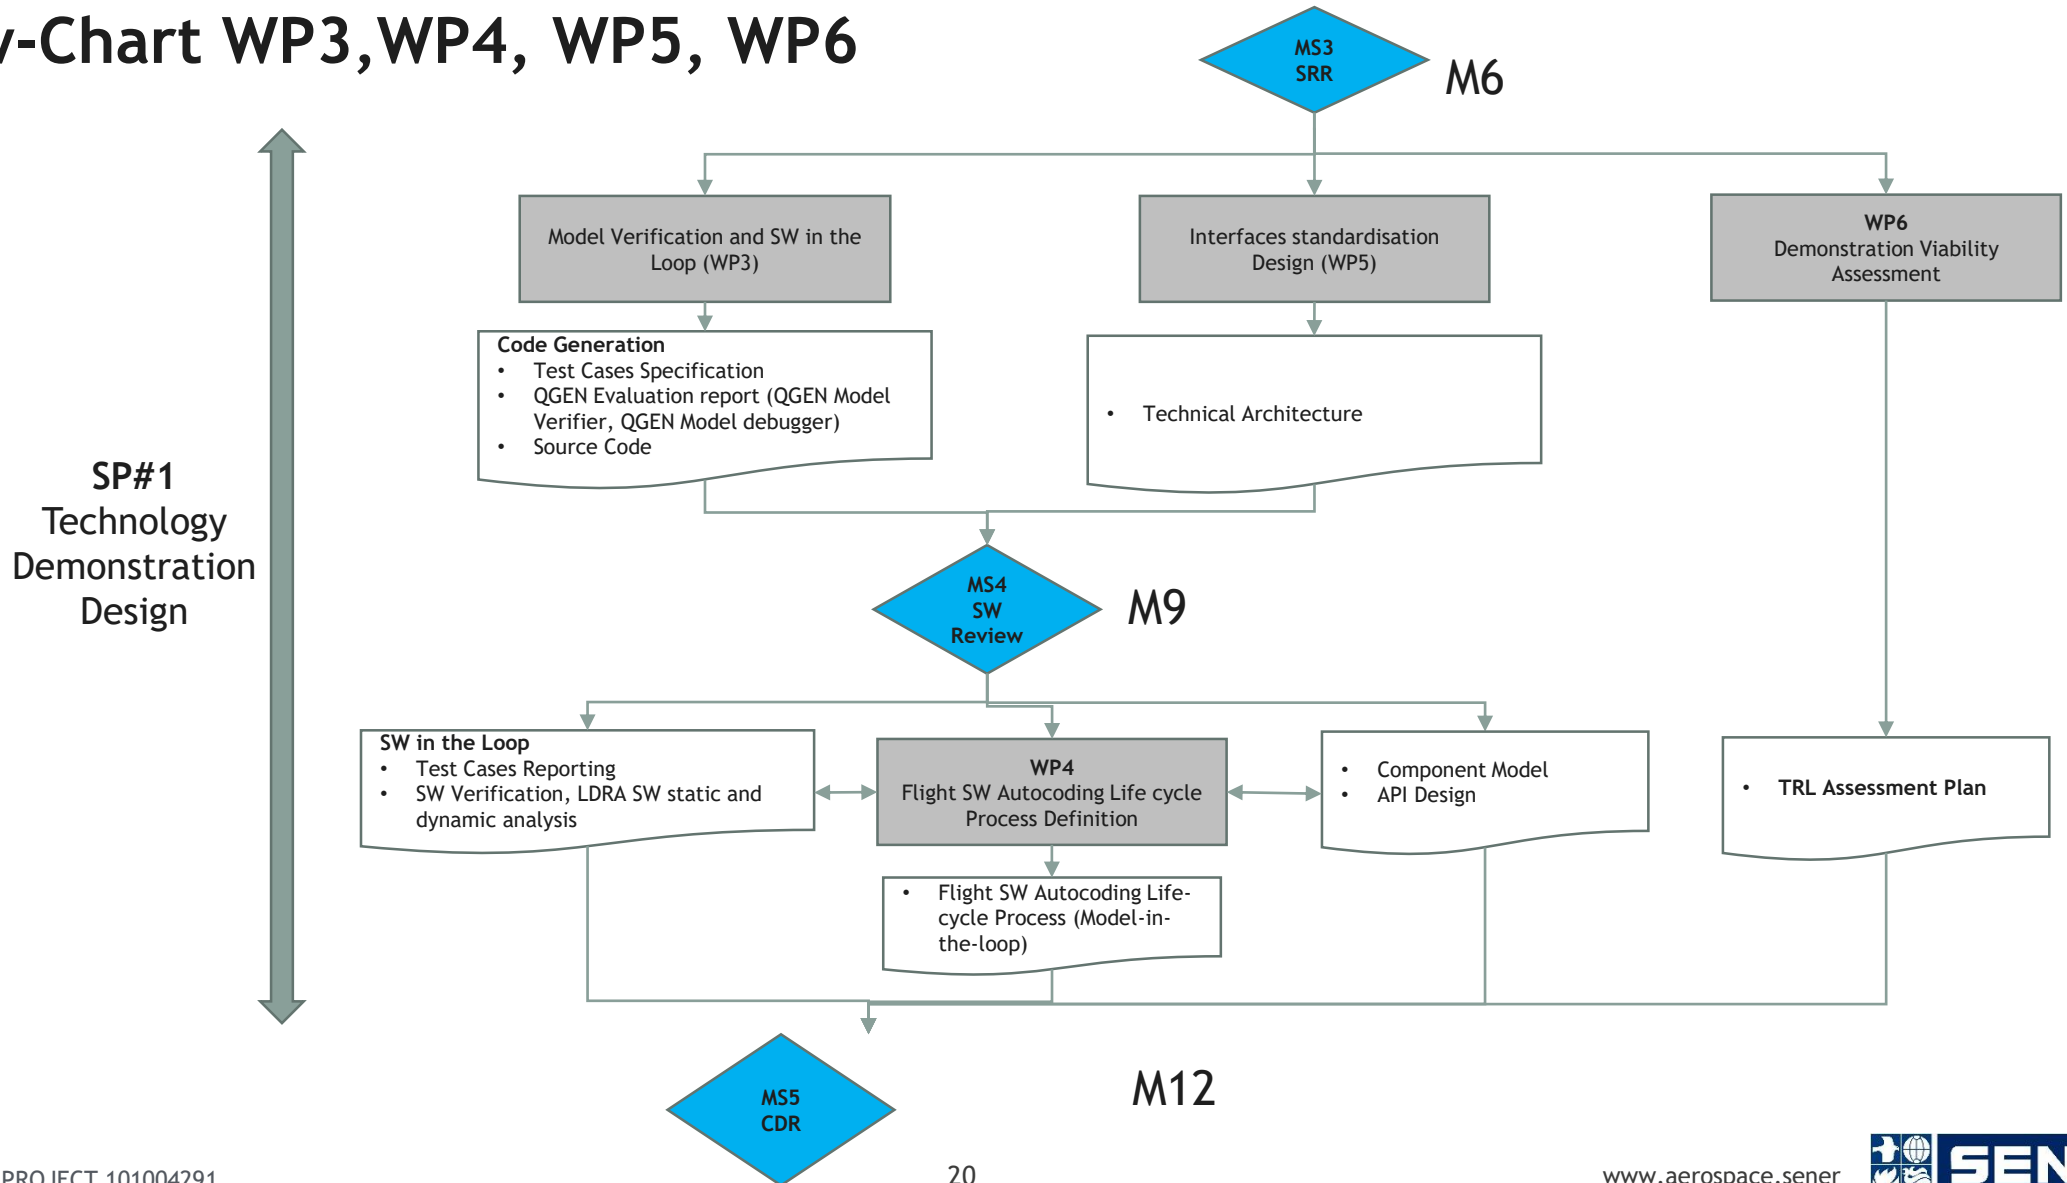 v-Chart WP3,WP4, WP5, WP6
MS3
SRR
M6
Model Verification and SW in the
Loop (WP3)
Interfaces standardisation
Design (WP5)
WP6
Demonstration Viability
Assessment
Code Generation
• Test Cases Specification
• QGEN Evaluation report (QGEN Model
Verifier, QGEN Model debugger)
• Source Code
• Technical Architecture
SP#1
Technology
Demonstration
Design
MS4
SW
Review
M9
SW in the Loop
• Test Cases Reporting
• SW Verification, LDRA SW static and
dynamic analysis
WP4
Flight SW Autocoding Life cycle
Process Definition
• Component Model
• API Design
• TRL Assessment Plan
• Flight SW Autocoding Life-
cycle Process (Model-in-
the-loop)
MS5
CDR
M12
PROJECT 101004291
20
www.aerospace.sener
SEN